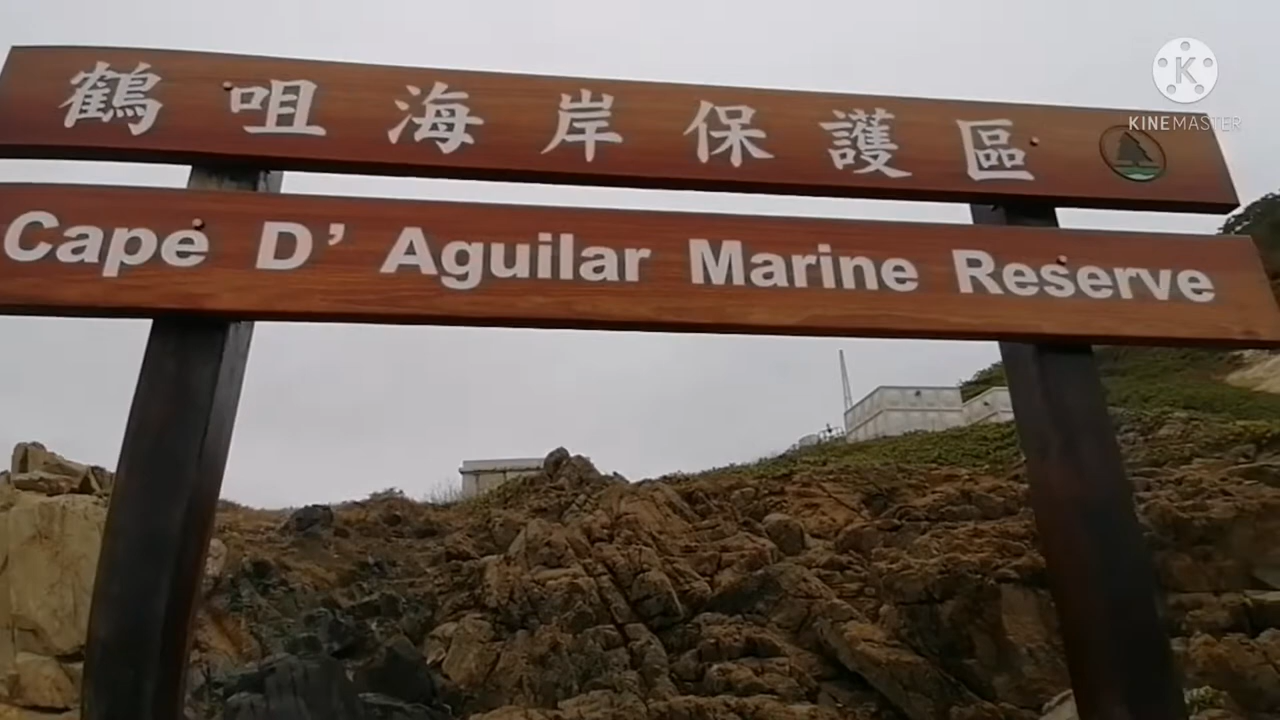 鶴咀海岸保護區
Cape D' Aguilar Marine Reserve
K
KINEMASTER